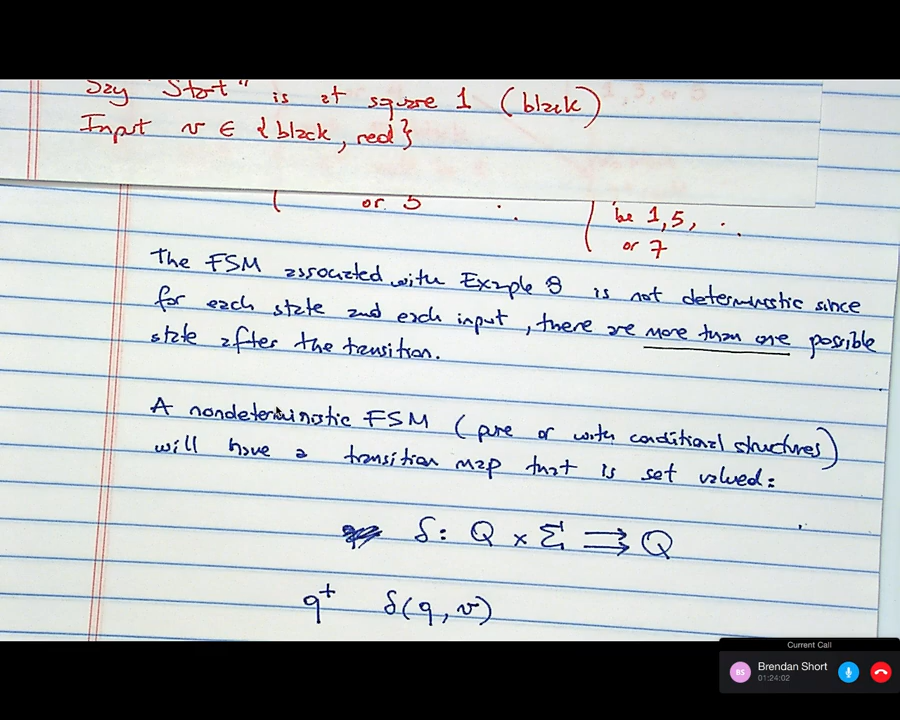 Say "Start" is at square 1 (black)
Input v ∈ {black, red}
or 5
be 1,5,
or 7
The FSM associated with Example 8 is not deterministic since
for each state and each input, there are more than one possible
state after the transition.
A nondeterministic FSM (pure or with conditional structures)
will have a transition map that is set valued:
δ: Q × Σ ⇉ Q
q⁺ δ(q, v)
Current Call
BS
Brendan Short
01:24:02